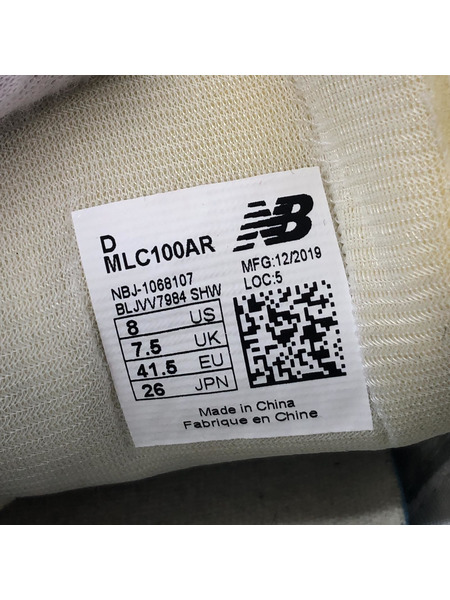 D
MLC100AR
NB
NBJ-1068107
BLJVV7984 SHW
MFG:12/2019
LOC:5
8 US
7.5 UK
41.5 EU
26 JPN
Made in China
Fabrique en Chine